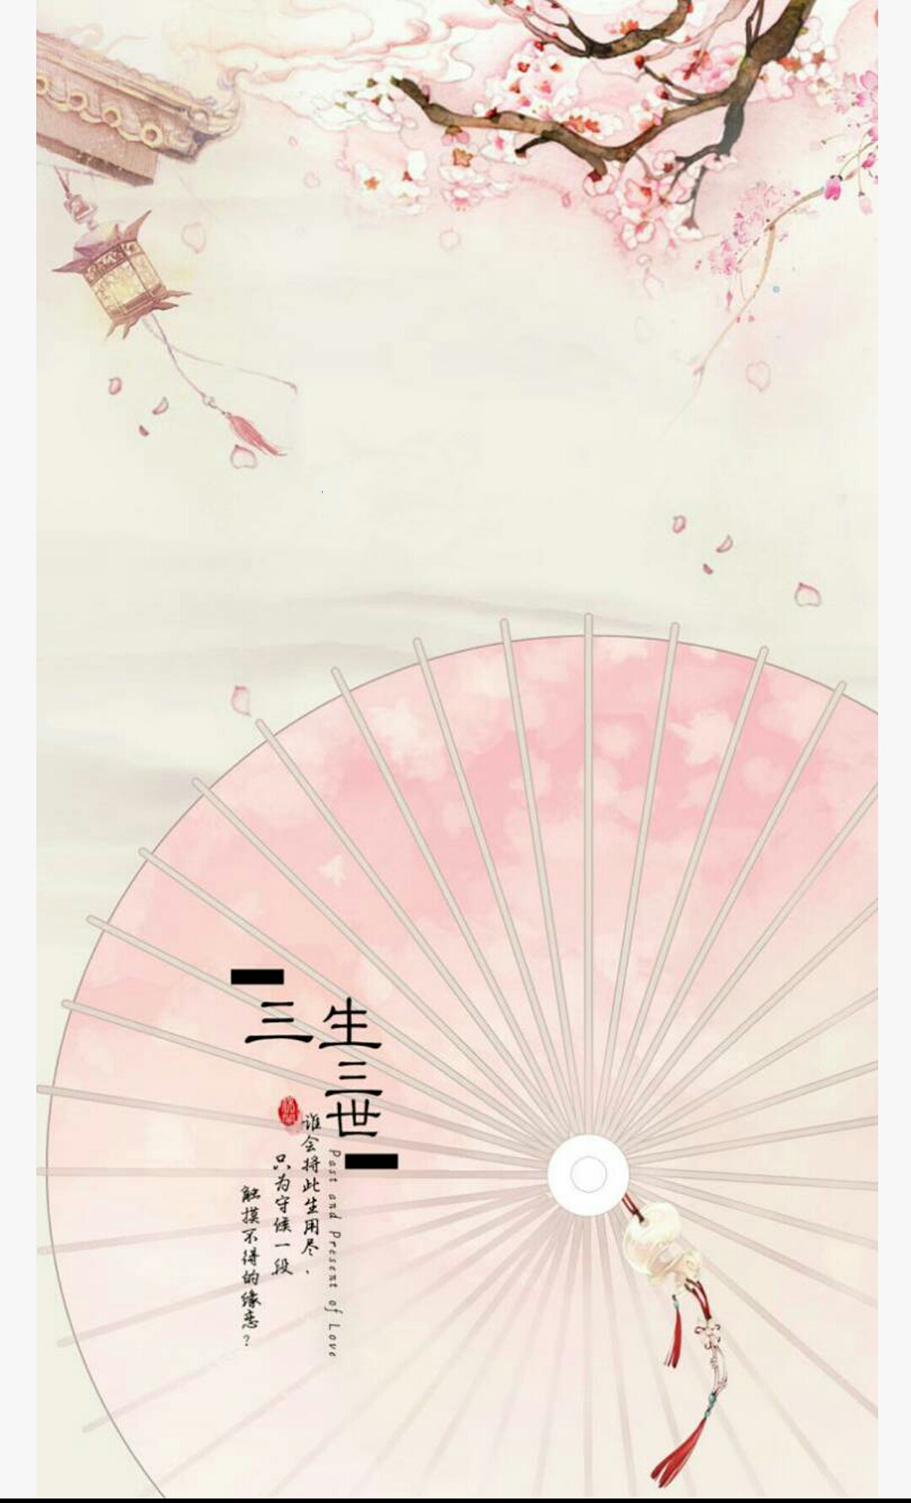 三生
三世
Past and Present of Love
谁会将此生用尽、
只为守候一段
触摸不得的缘恋？